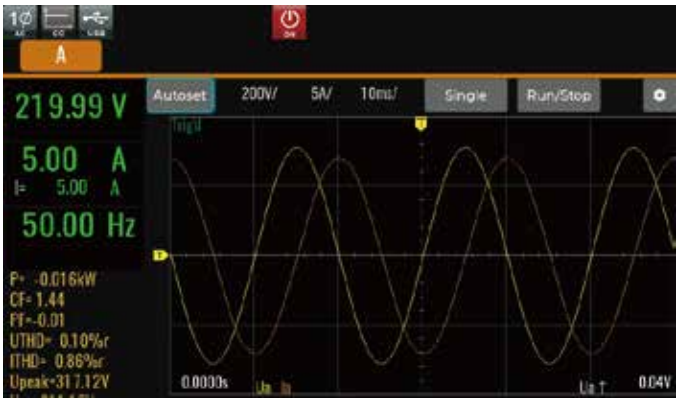 1Ø
AC
CC
USB
ON
A
219.99 V
Autoset 200V/ 5A/ 10ms/ Single Run/Stop
Trig'd
T
5.00 A
I= 5.00 A
50.00 Hz
P= -0.016kW
CF= 1.44
PF=-0.01
UTHD= 0.10%r
ITHD= 0.86%r
Upeak=317.12V
0.0000s Ua Ia Ua 0.04V